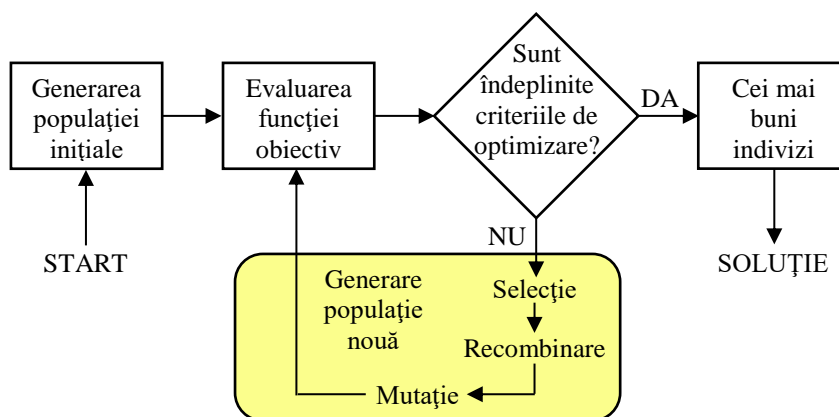 Generarea
populaţiei
inițiale
Evaluarea
funcţiei
obiectiv
Sunt
îndeplinite
criteriile de
optimizare?
DA
Cei mai
buni
indivizi
START
NU
SOLUŢIE
Generare
populaţie
nouă
Selecţie
Recombinare
Mutaţie